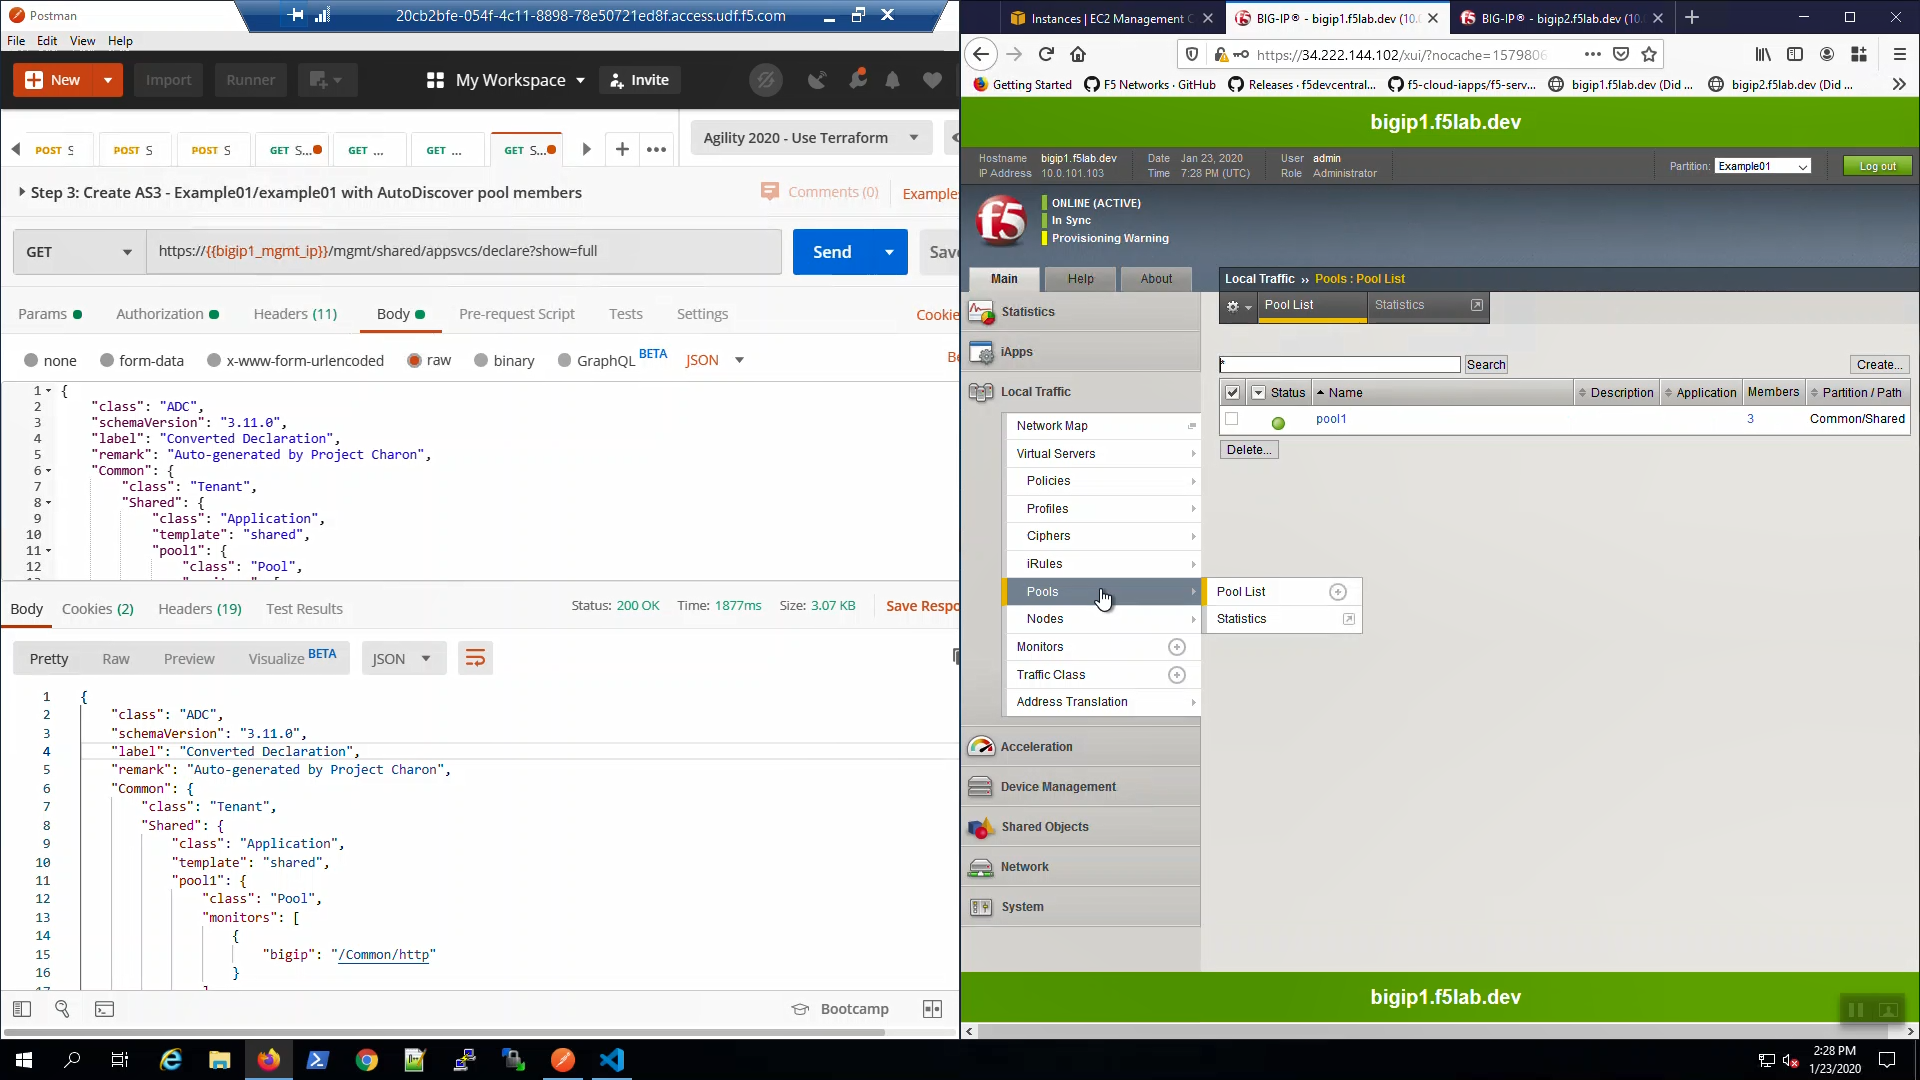 Postman
20cb2bfe-054f-4c11-8898-78e50721ed8f.access.udf.f5.com
File Edit View Help
New Import Runner My Workspace Invite
POST S POST S POST S GET S... GET ... GET ... GET S...
Agility 2020 - Use Terraform
Step 3: Create AS3 - Example01/example01 with AutoDiscover pool members
Comments (0) Examples
GET https://{{bigip1_mgmt_ip}}/mgmt/shared/appsvcs/declare?show=full Send Save
Params Authorization Headers (11) Body Pre-request Script Tests Settings Cookie
none form-data x-www-form-urlencoded raw binary GraphQL BETA JSON Be
1 {
2 "class": "ADC",
3 "schemaVersion": "3.11.0",
4 "label": "Converted Declaration",
5 "remark": "Auto-generated by Project Charon",
6 "Common": {
7 "class": "Tenant",
8 "Shared": {
9 "class": "Application",
10 "template": "shared",
11 "pool1": {
12 "class": "Pool",
Body Cookies (2) Headers (19) Test Results Status: 200 OK Time: 1877ms Size: 3.07 KB Save Respo
Pretty Raw Preview Visualize BETA JSON
1 {
2 "class": "ADC",
3 "schemaVersion": "3.11.0",
4 "label": "Converted Declaration",
5 "remark": "Auto-generated by Project Charon",
6 "Common": {
7 "class": "Tenant",
8 "Shared": {
9 "class": "Application",
10 "template": "shared",
11 "pool1": {
12 "class": "Pool",
13 "monitors": [
14 {
15 "bigip": "/Common/http"
16 }
17
Bootcamp
Instances | EC2 Management C
BIG-IP® - bigip1.f5lab.dev (10.
BIG-IP® - bigip2.f5lab.dev (10
https://34.222.144.102/xui/?nocache=1579806
Getting Started F5 Networks · GitHub Releases · f5devcentral... f5-cloud-iapps/f5-serv... bigip1.f5lab.dev (Did ... bigip2.f5lab.dev (Did ...
bigip1.f5lab.dev
Hostname bigip1.f5lab.dev Date Jan 23, 2020 User admin
IP Address 10.0.101.103 Time 7:28 PM (UTC) Role Administrator
Partition: Example01 Log out
f5
ONLINE (ACTIVE)
In Sync
Provisioning Warning
Main Help About
Local Traffic ›› Pools : Pool List
Pool List Statistics
Statistics
iApps
Local Traffic
Network Map
Virtual Servers
Policies
Profiles
Ciphers
iRules
Pools
Nodes
Monitors
Traffic Class
Address Translation
Pool List
Statistics
Acceleration
Device Management
Shared Objects
Network
System
* Search Create...
Status Name Description Application Members Partition / Path
pool1 3 Common/Shared
Delete...
bigip1.f5lab.dev
2:28 PM
1/23/2020